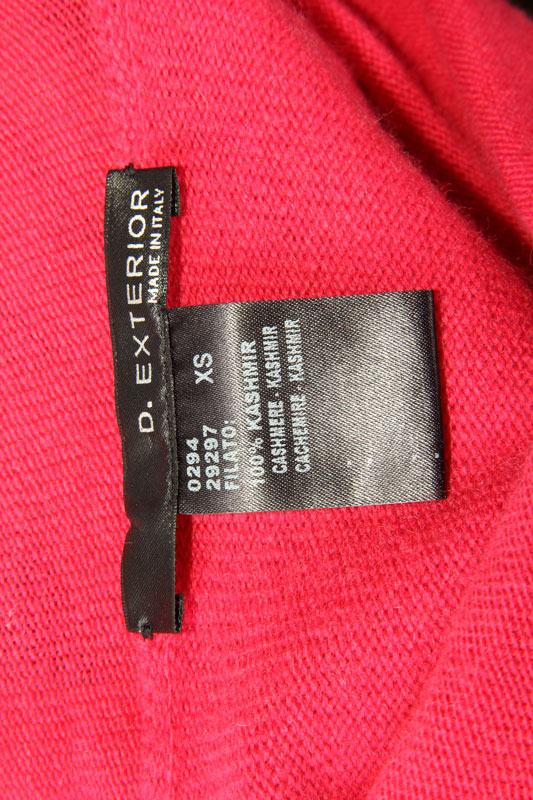 D. EXTERIOR
MADE IN ITALY
0294 XS
29297
FILATO:
100% KASHMIR
CASHMERE - KASHMIR
CACHEMIRE - KASHMIR